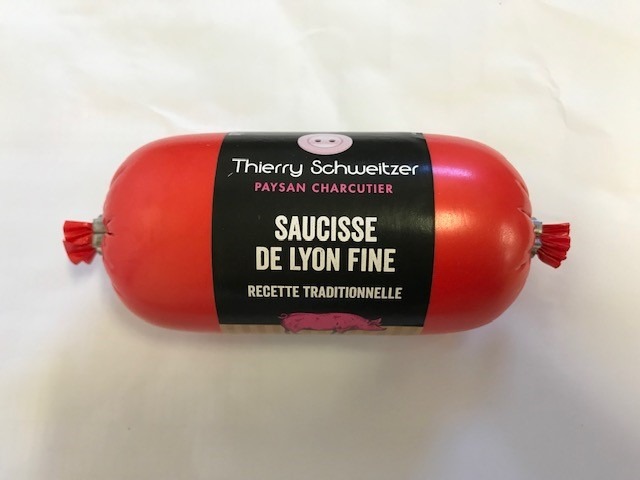 Thierry Schweitzer
PAYSAN CHARCUTIER
SAUCISSE
DE LYON FINE
RECETTE TRADITIONNELLE